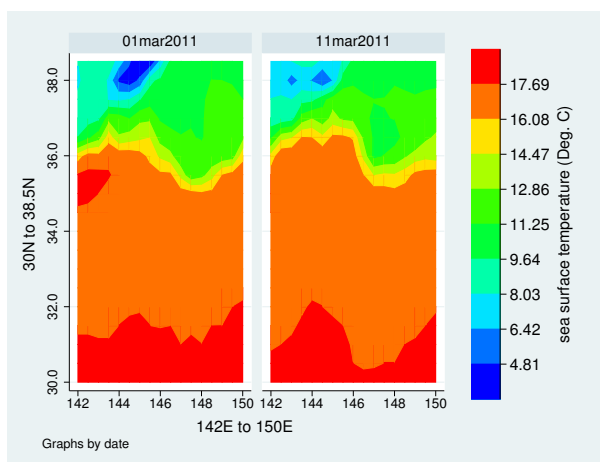 01mar2011
11mar2011
38.0
36.0
34.0
32.0
30.0
30N to 38.5N
142 144 146 148 150
142 144 146 148 150
142E to 150E
17.69
16.08
14.47
12.86
11.25
9.64
8.03
6.42
4.81
sea surface temperature (Deg. C)
Graphs by date